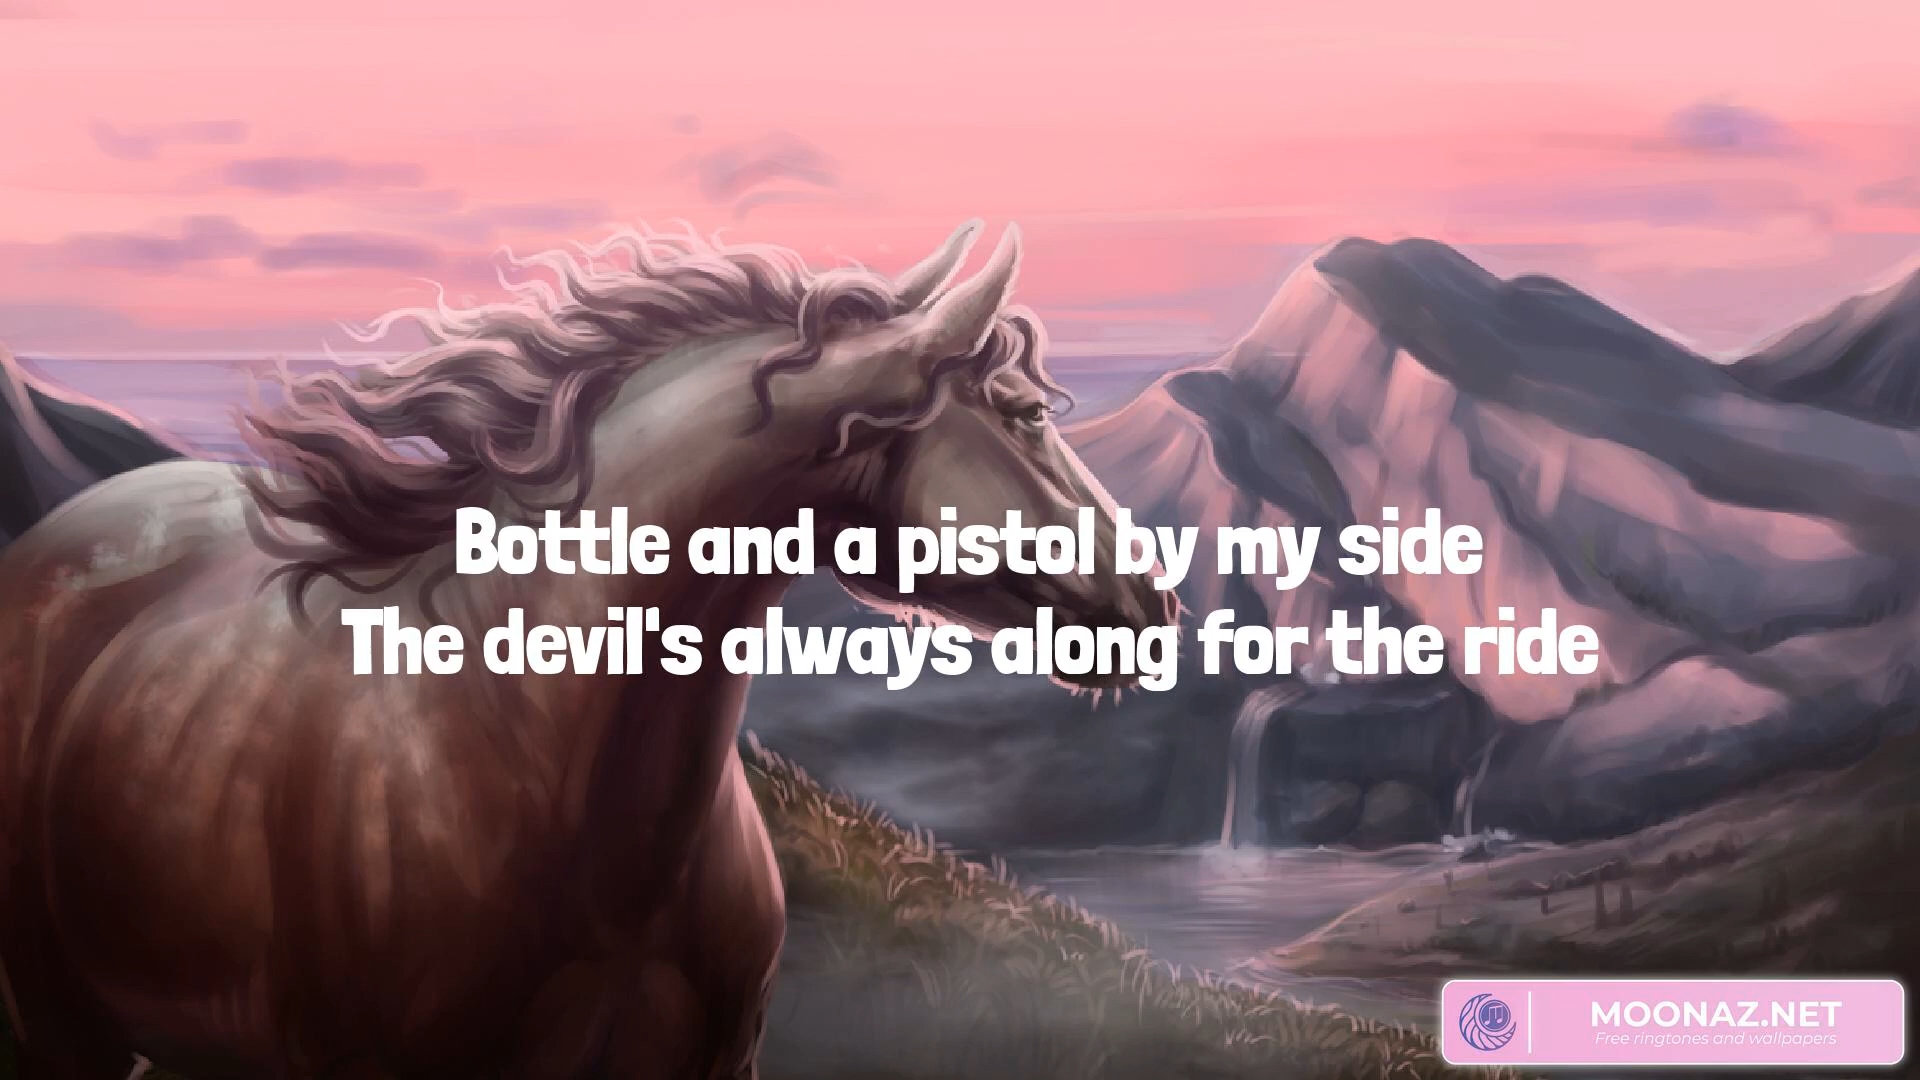 Bottle and a pistol by my side
The devil's always along for the ride
MOONAZ.NET
Free ringtones and wallpapers